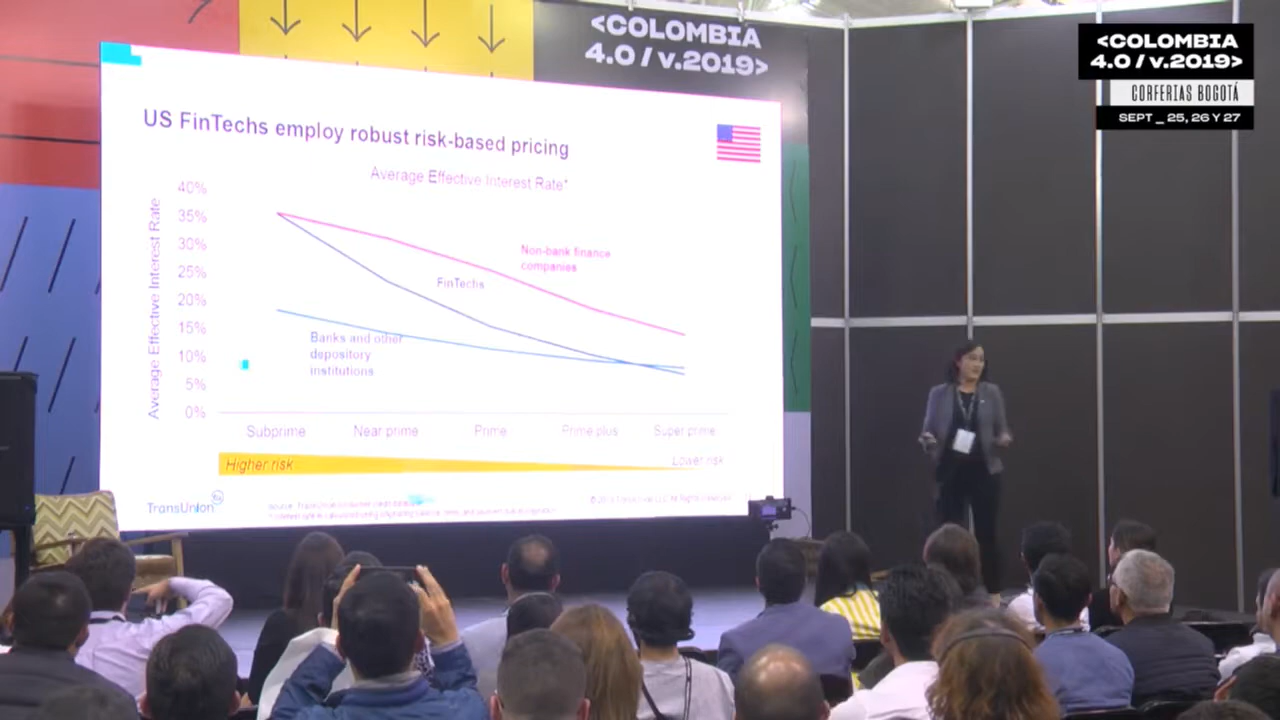 <COLOMBIA
4.0 / v.2019>
<COLOMBIA
4.0 / v.2019>
CORFERIAS BOGOTÁ
SEPT _ 25, 26 Y 27
US FinTechs employ robust risk-based pricing
Average Effective Interest Rate*
Average Effective Interest Rate
40%
35%
30%
25%
20%
15%
10%
5%
0%
Non-bank finance
companies
FinTechs
Banks and other
depository
institutions
Subprime
Near prime
Prime
Prime plus
Super prime
Higher risk
Lower risk
TransUnion